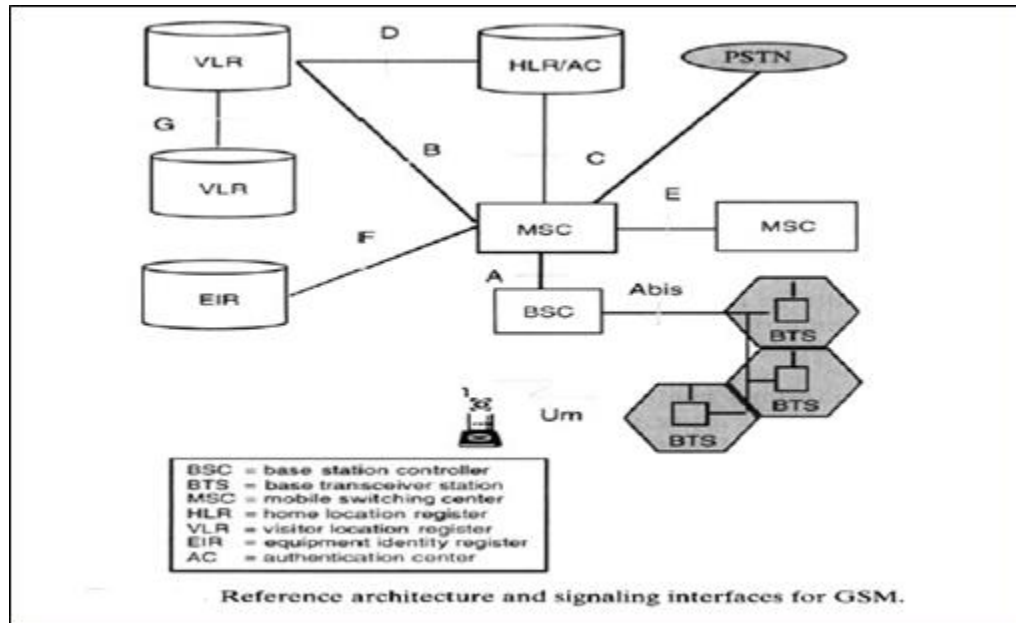 D
VLR
HLR/AC
PSTN
G
B
C
VLR
E
MSC
MSC
F
A
Abis
EIR
BSC
BTS
BTS
Um
BTS
BSC = base station controller
BTS = base transceiver station
MSC = mobile switching center
HLR = home location register
VLR = visitor location register
EIR = equipment identity register
AC = authentication center
Reference architecture and signaling interfaces for GSM.